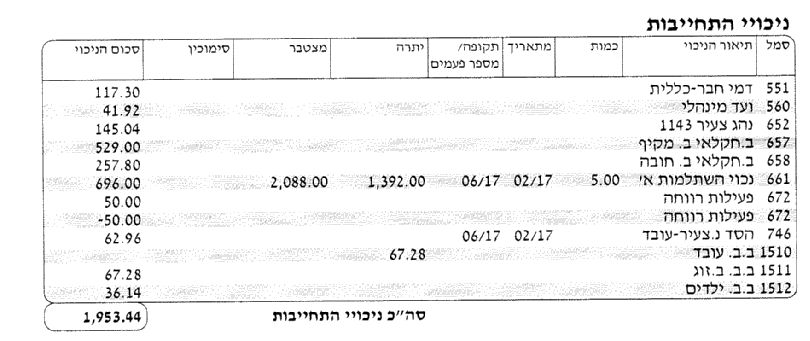 ניכויי התחייבות
סמל תיאור הניכוי כמות מתאריך תקופה/ מספר פעמים יתרה מצטבר סימוכין סכום הניכוי
551 דמי חבר-כללית 117.30
560 ועד מינהלי 41.92
652 נהג צעיר 1143 145.04
657 ב.חקלאי ב. מקיף 529.00
658 ב.חקלאי ב. חובה 257.80
661 נכוי השתלמות א' 5.00 02/17 06/17 1,392.00 2,088.00 696.00
672 פעילות רווחה 50.00
672 פעילות רווחה -50.00
746 הסד נ.צעיר-עובד 02/17 06/17 62.96
1510 ב.ב. עובד 67.28
1511 ב.ב. ב.זוג 67.28
1512 ב.ב. ילדים 36.14
סה"כ ניכויי התחייבות 1,953.44